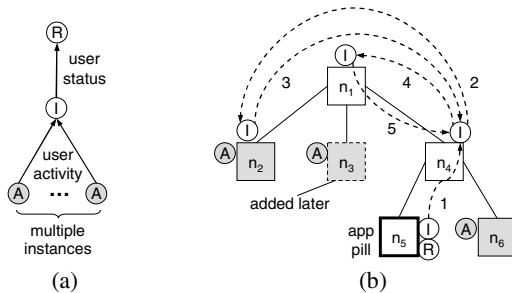 R
user
status
I
user
activity
A ... A
multiple
instances
(a)
I
3
n1
4
2
5
I
I
A
n2
A
n3
n4
added later
1
app
pill
n5
I
R
A
n6
(b)